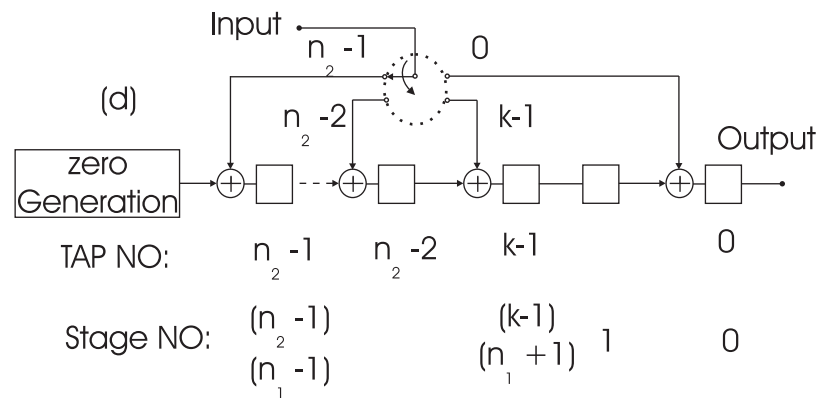 Input
n₂ -1
0
(d)
n₂ -2
k-1
Output
zero
Generation
TAP NO: n₂ -1 n₂ -2 k-1 0
Stage NO: (n₂ -1) (k-1) 1 0
(n₁ -1) (n₁ +1)